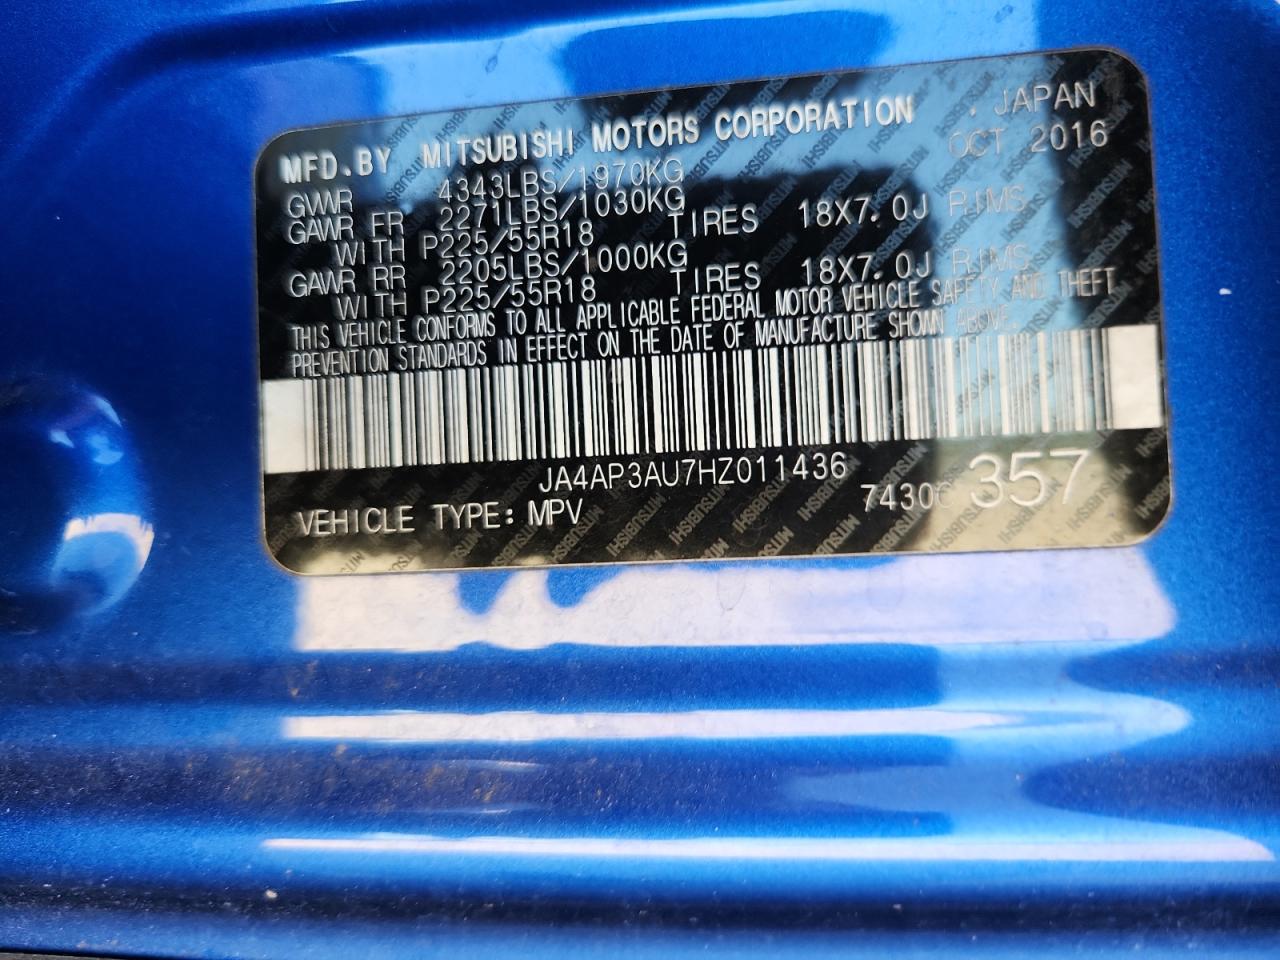 MFD.BY MITSUBISHI MOTORS CORPORATION . JAPAN
GWR 4343LBS/1970KG OCT 2016
GAWR FR 2271LBS/1030KG TIRES 18X7.0J RIMS
WITH P225/55R18
GAWR RR 2205LBS/1000KG TIRES 18X7.0J RIMS
WITH P225/55R18
THIS VEHICLE CONFORMS TO ALL APPLICABLE FEDERAL MOTOR VEHICLE SAFETY AND THEFT
PREVENTION STANDARDS IN EFFECT ON THE DATE OF MANUFACTURE SHOWN ABOVE.
JA4AP3AU7HZ011436
VEHICLE TYPE: MPV 357